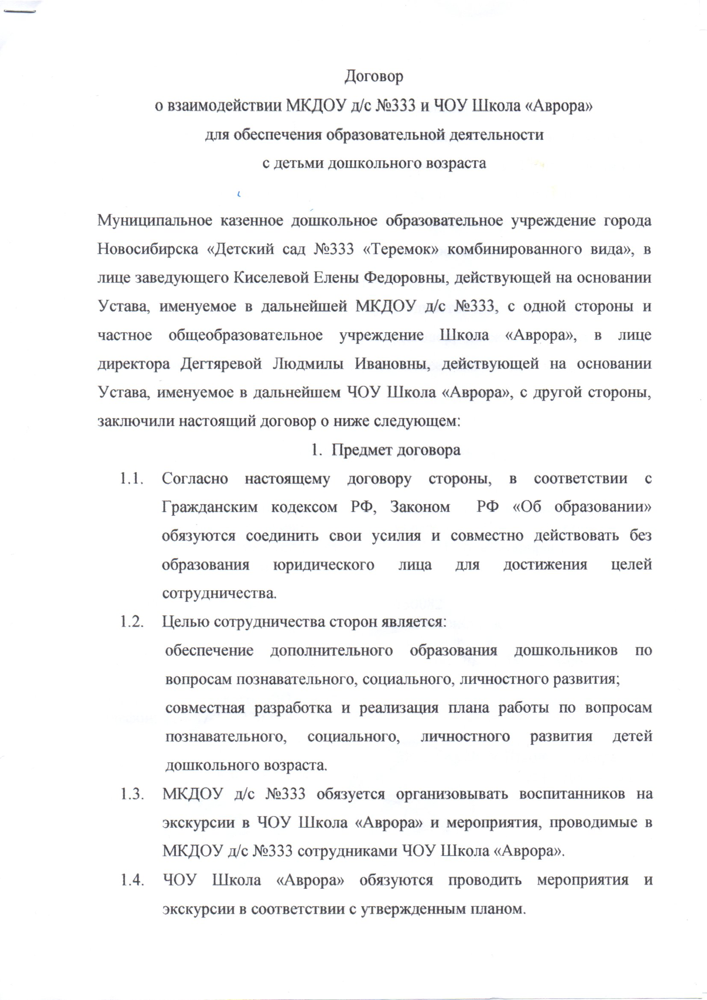 Договор
о взаимодействии МКДОУ д/с №333 и ЧОУ Школа «Аврора»
для обеспечения образовательной деятельности
с детьми дошкольного возраста
Муниципальное казенное дошкольное образовательное учреждение города
Новосибирска «Детский сад №333 «Теремок» комбинированного вида», в
лице заведующего Киселевой Елены Федоровны, действующей на основании
Устава, именуемое в дальнейшей МКДОУ д/с №333, с одной стороны и
частное общеобразовательное учреждение Школа «Аврора», в лице
директора Дегтяревой Людмилы Ивановны, действующей на основании
Устава, именуемое в дальнейшем ЧОУ Школа «Аврора», с другой стороны,
заключили настоящий договор о ниже следующем:
1. Предмет договора
1.1. Согласно настоящему договору стороны, в соответствии с
Гражданским кодексом РФ, Законом РФ «Об образовании»
обязуются соединить свои усилия и совместно действовать без
образования юридического лица для достижения целей
сотрудничества.
1.2. Целью сотрудничества сторон является:
обеспечение дополнительного образования дошкольников по
вопросам познавательного, социального, личностного развития;
совместная разработка и реализация плана работы по вопросам
познавательного, социального, личностного развития детей
дошкольного возраста.
1.3. МКДОУ д/с №333 обязуется организовывать воспитанников на
экскурсии в ЧОУ Школа «Аврора» и мероприятия, проводимые в
МКДОУ д/с №333 сотрудниками ЧОУ Школа «Аврора».
1.4. ЧОУ Школа «Аврора» обязуются проводить мероприятия и
экскурсии в соответствии с утвержденным планом.